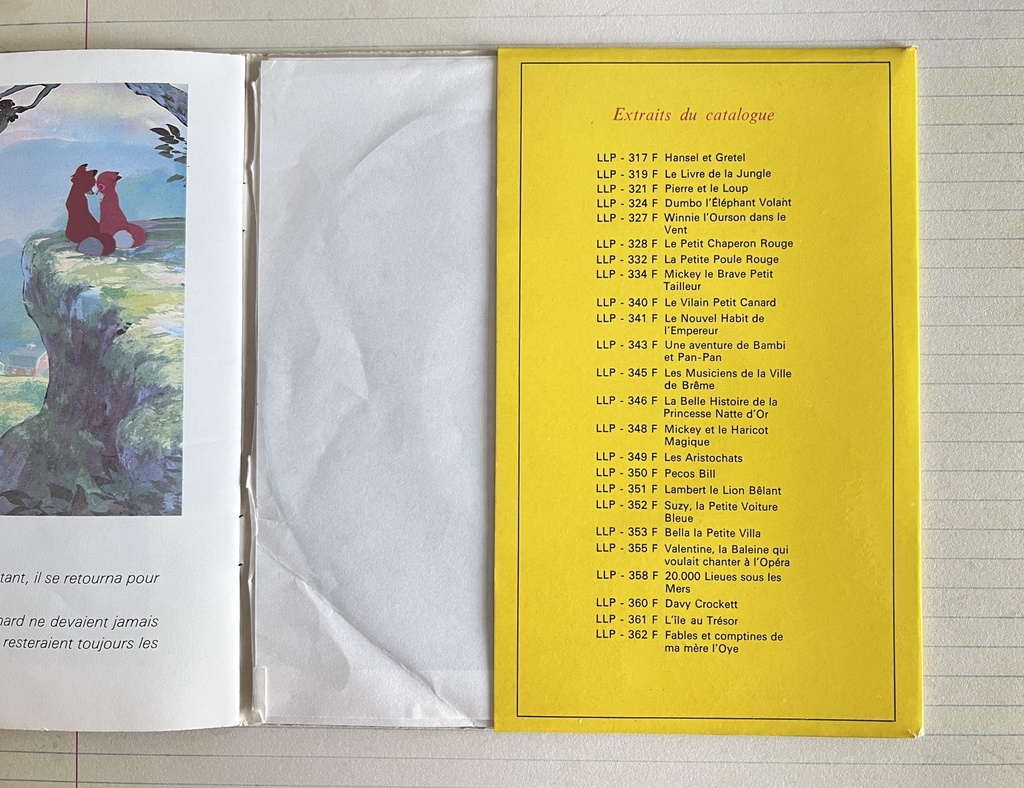 tant, il se retourna pour
ard ne devaient jamais
resteraient toujours les
Extraits du catalogue
LLP - 317 F Hansel et Gretel
LLP - 319 F Le Livre de la Jungle
LLP - 321 F Pierre et le Loup
LLP - 324 F Dumbo l'Éléphant Volant
LLP - 327 F Winnie l'Ourson dans le
Vent
LLP - 328 F Le Petit Chaperon Rouge
LLP - 332 F La Petite Poule Rouge
LLP - 334 F Mickey le Brave Petit
Tailleur
LLP - 340 F Le Vilain Petit Canard
LLP - 341 F Le Nouvel Habit de
l'Empereur
LLP - 343 F Une aventure de Bambi
et Pan-Pan
LLP - 345 F Les Musiciens de la Ville
de Brême
LLP - 346 F La Belle Histoire de la
Princesse Natte d'Or
LLP - 348 F Mickey et le Haricot
Magique
LLP - 349 F Les Aristochats
LLP - 350 F Pecos Bill
LLP - 351 F Lambert le Lion Bêlant
LLP - 352 F Suzy, la Petite Voiture
Bleue
LLP - 353 F Bella la Petite Villa
LLP - 355 F Valentine, la Baleine qui
voulait chanter à l'Opéra
LLP - 358 F 20.000 Lieues sous les
Mers
LLP - 360 F Davy Crockett
LLP - 361 F L'île au Trésor
LLP - 362 F Fables et comptines de
ma mère l'Oye